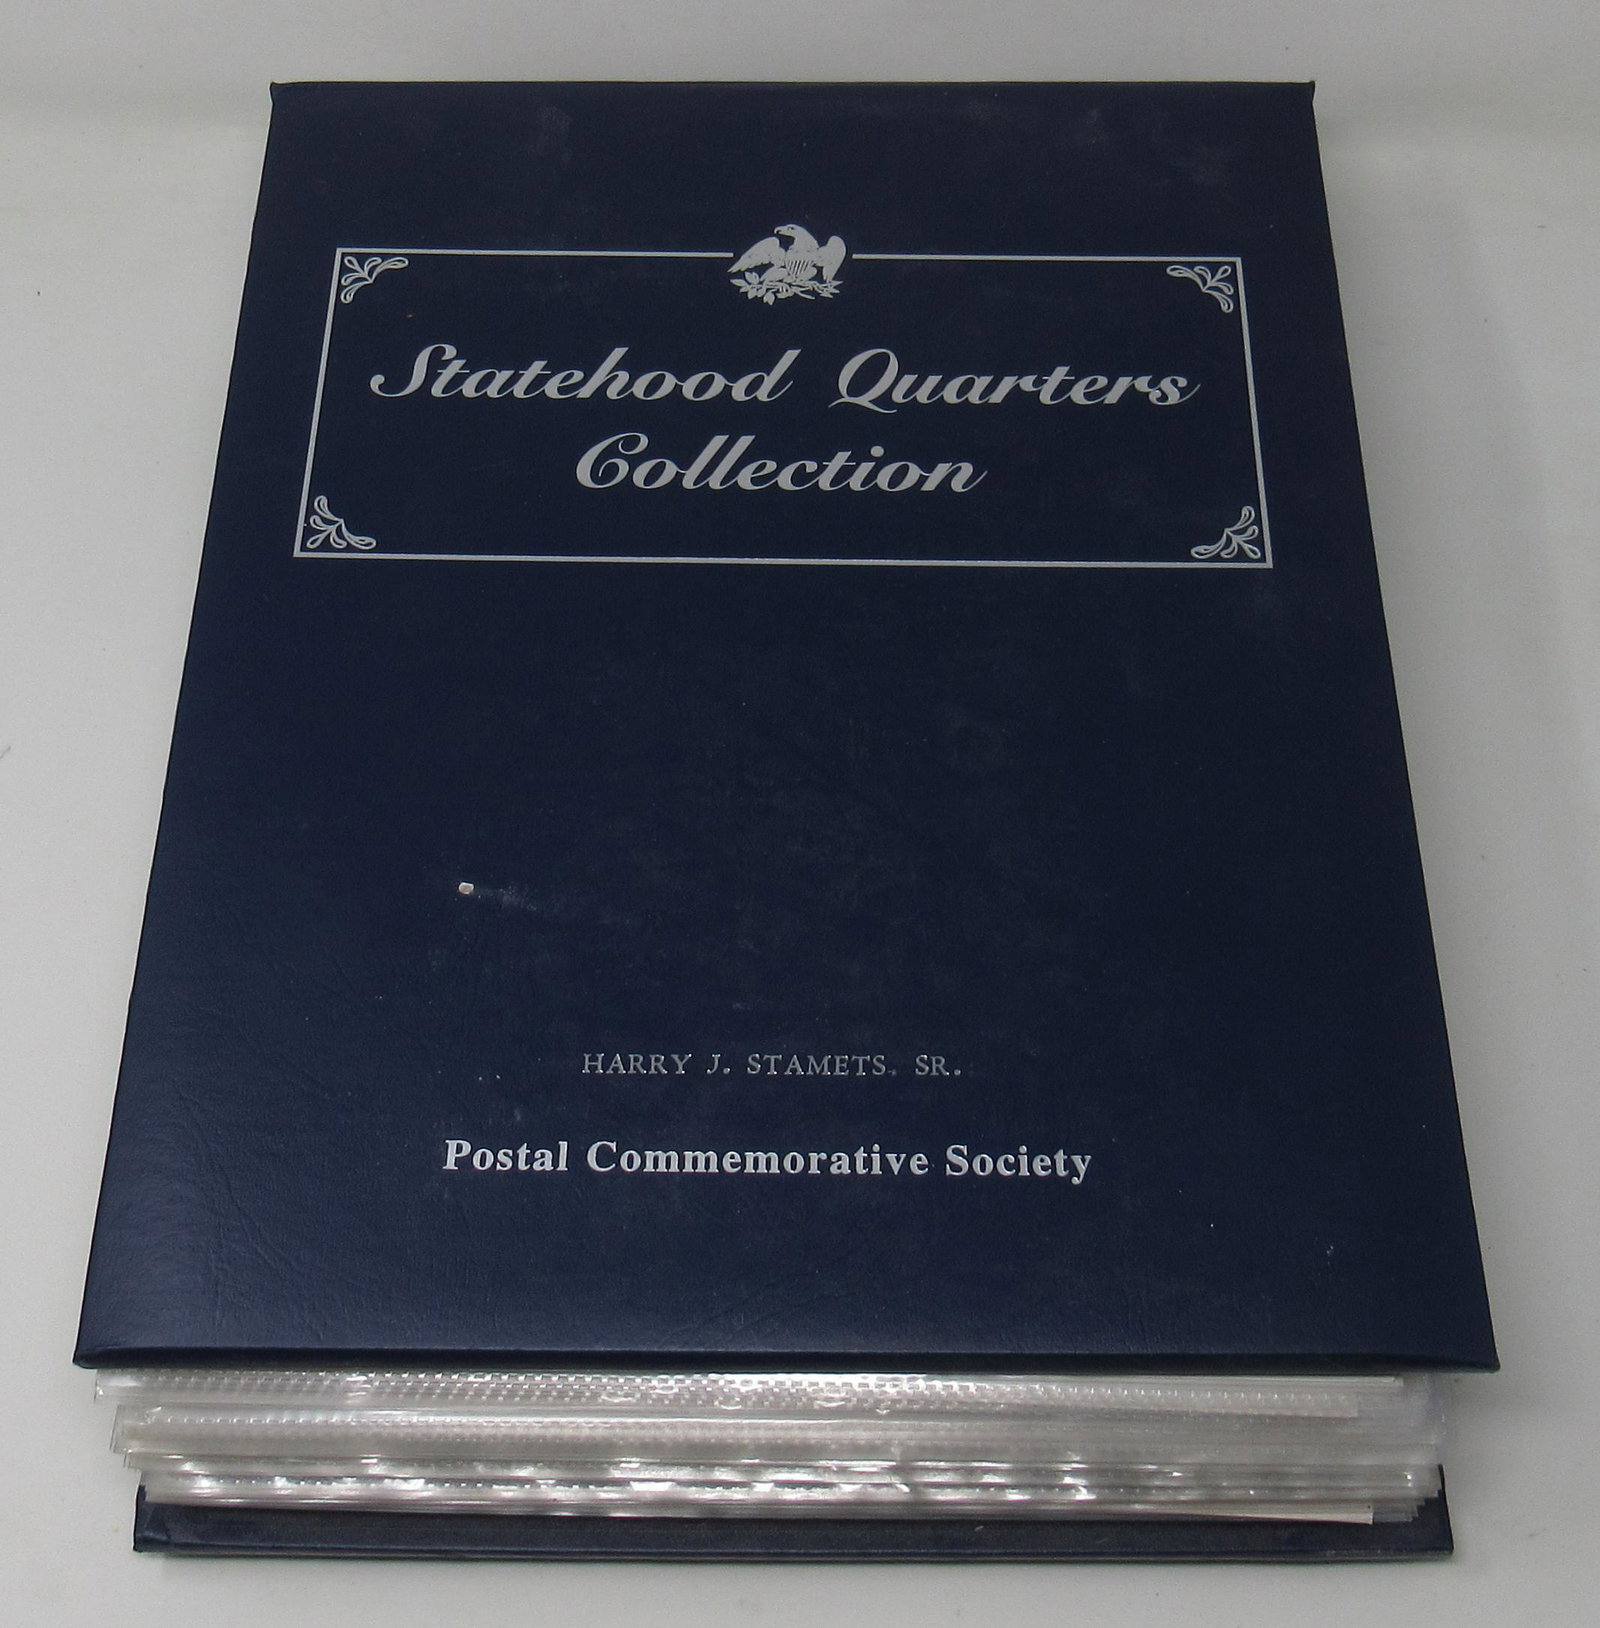 Statehood Quarters
Collection
HARRY J. STAMETS, SR.
Postal Commemorative Society